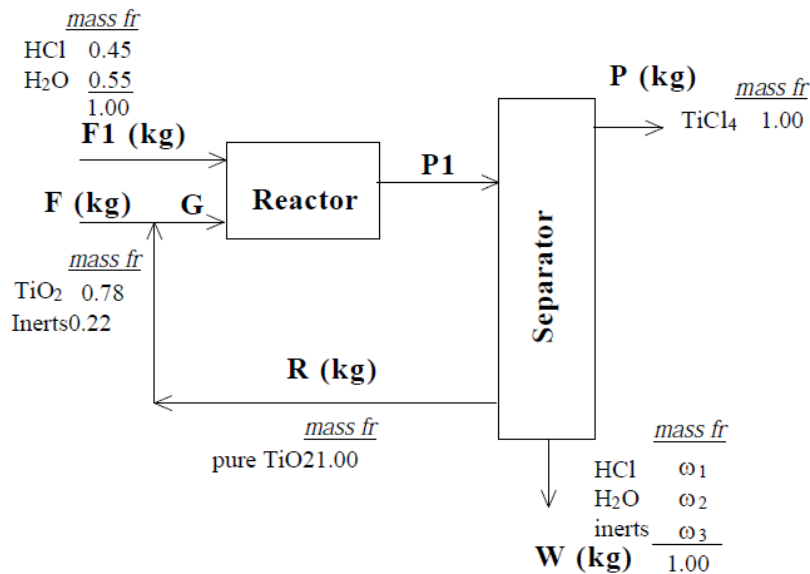 mass fr
HCl 0.45
H₂O 0.55
1.00
F1 (kg)
F (kg)
G
Reactor
P1
Separator
P (kg)
mass fr
TiCl₄ 1.00
mass fr
TiO₂ 0.78
Inerts0.22
R (kg)
mass fr
pure TiO21.00
mass fr
HCl ω₁
H₂O ω₂
inerts ω₃
W (kg) 1.00